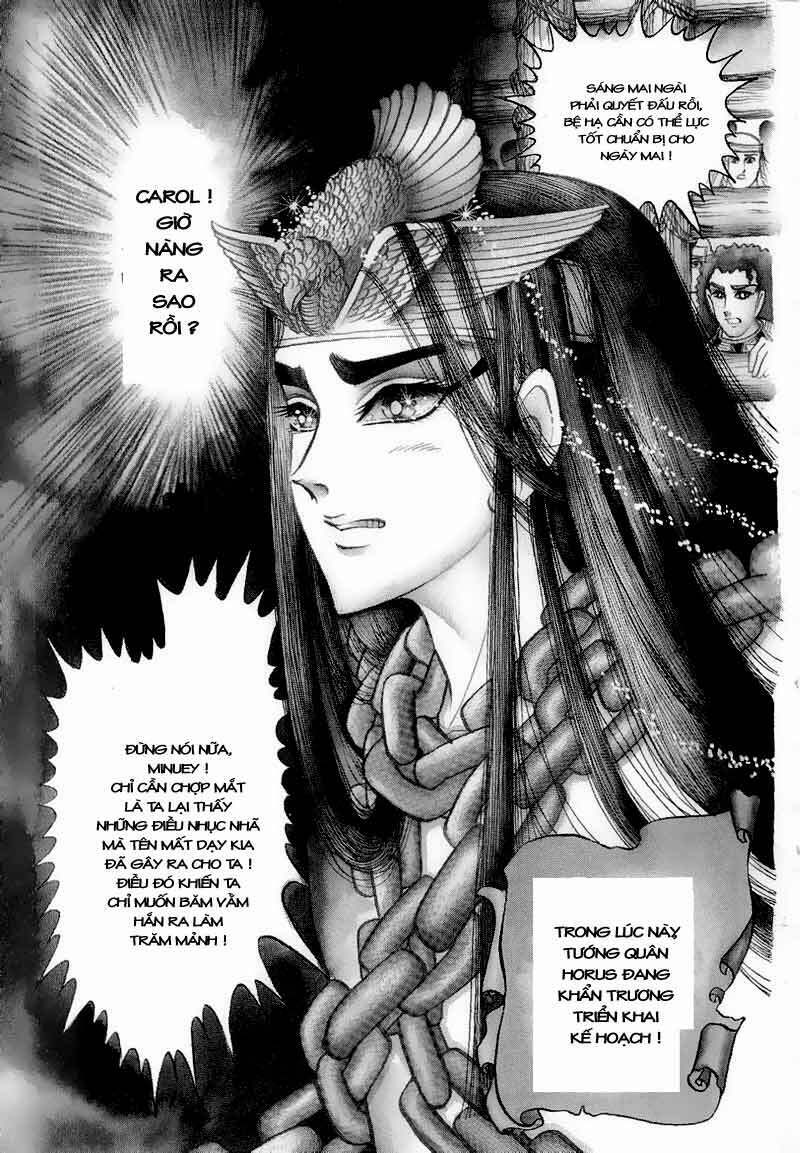 SÁNG MAI NGÀI
PHẢI QUYẾT ĐẤU RỒI,
BỆ HẠ CẦN CÓ THỂ LỰC
TỐT CHUẨN BỊ CHO
NGÀY MAI !
CAROL !
GIỜ
NÀNG
RA
SAO
RỒI ?
ĐỪNG NÓI NỮA,
MINUEY !
CHỈ CẦN CHỢP MẮT
LÀ TA LẠI THẤY
NHỮNG ĐIỀU NHỤC NHÃ
MÀ TÊN MẤT DẠY KIA
ĐÃ GÂY RA CHO TA !
ĐIỀU ĐÓ KHIẾN TA
CHỈ MUỐN BĂM VẰM
HẮN RA LÀM
TRĂM MẢNH !
TRONG LÚC NÀY,
TƯỚNG QUÂN
HORUS ĐANG
KHẨN TRƯƠNG
TRIỂN KHAI
KẾ HOẠCH !